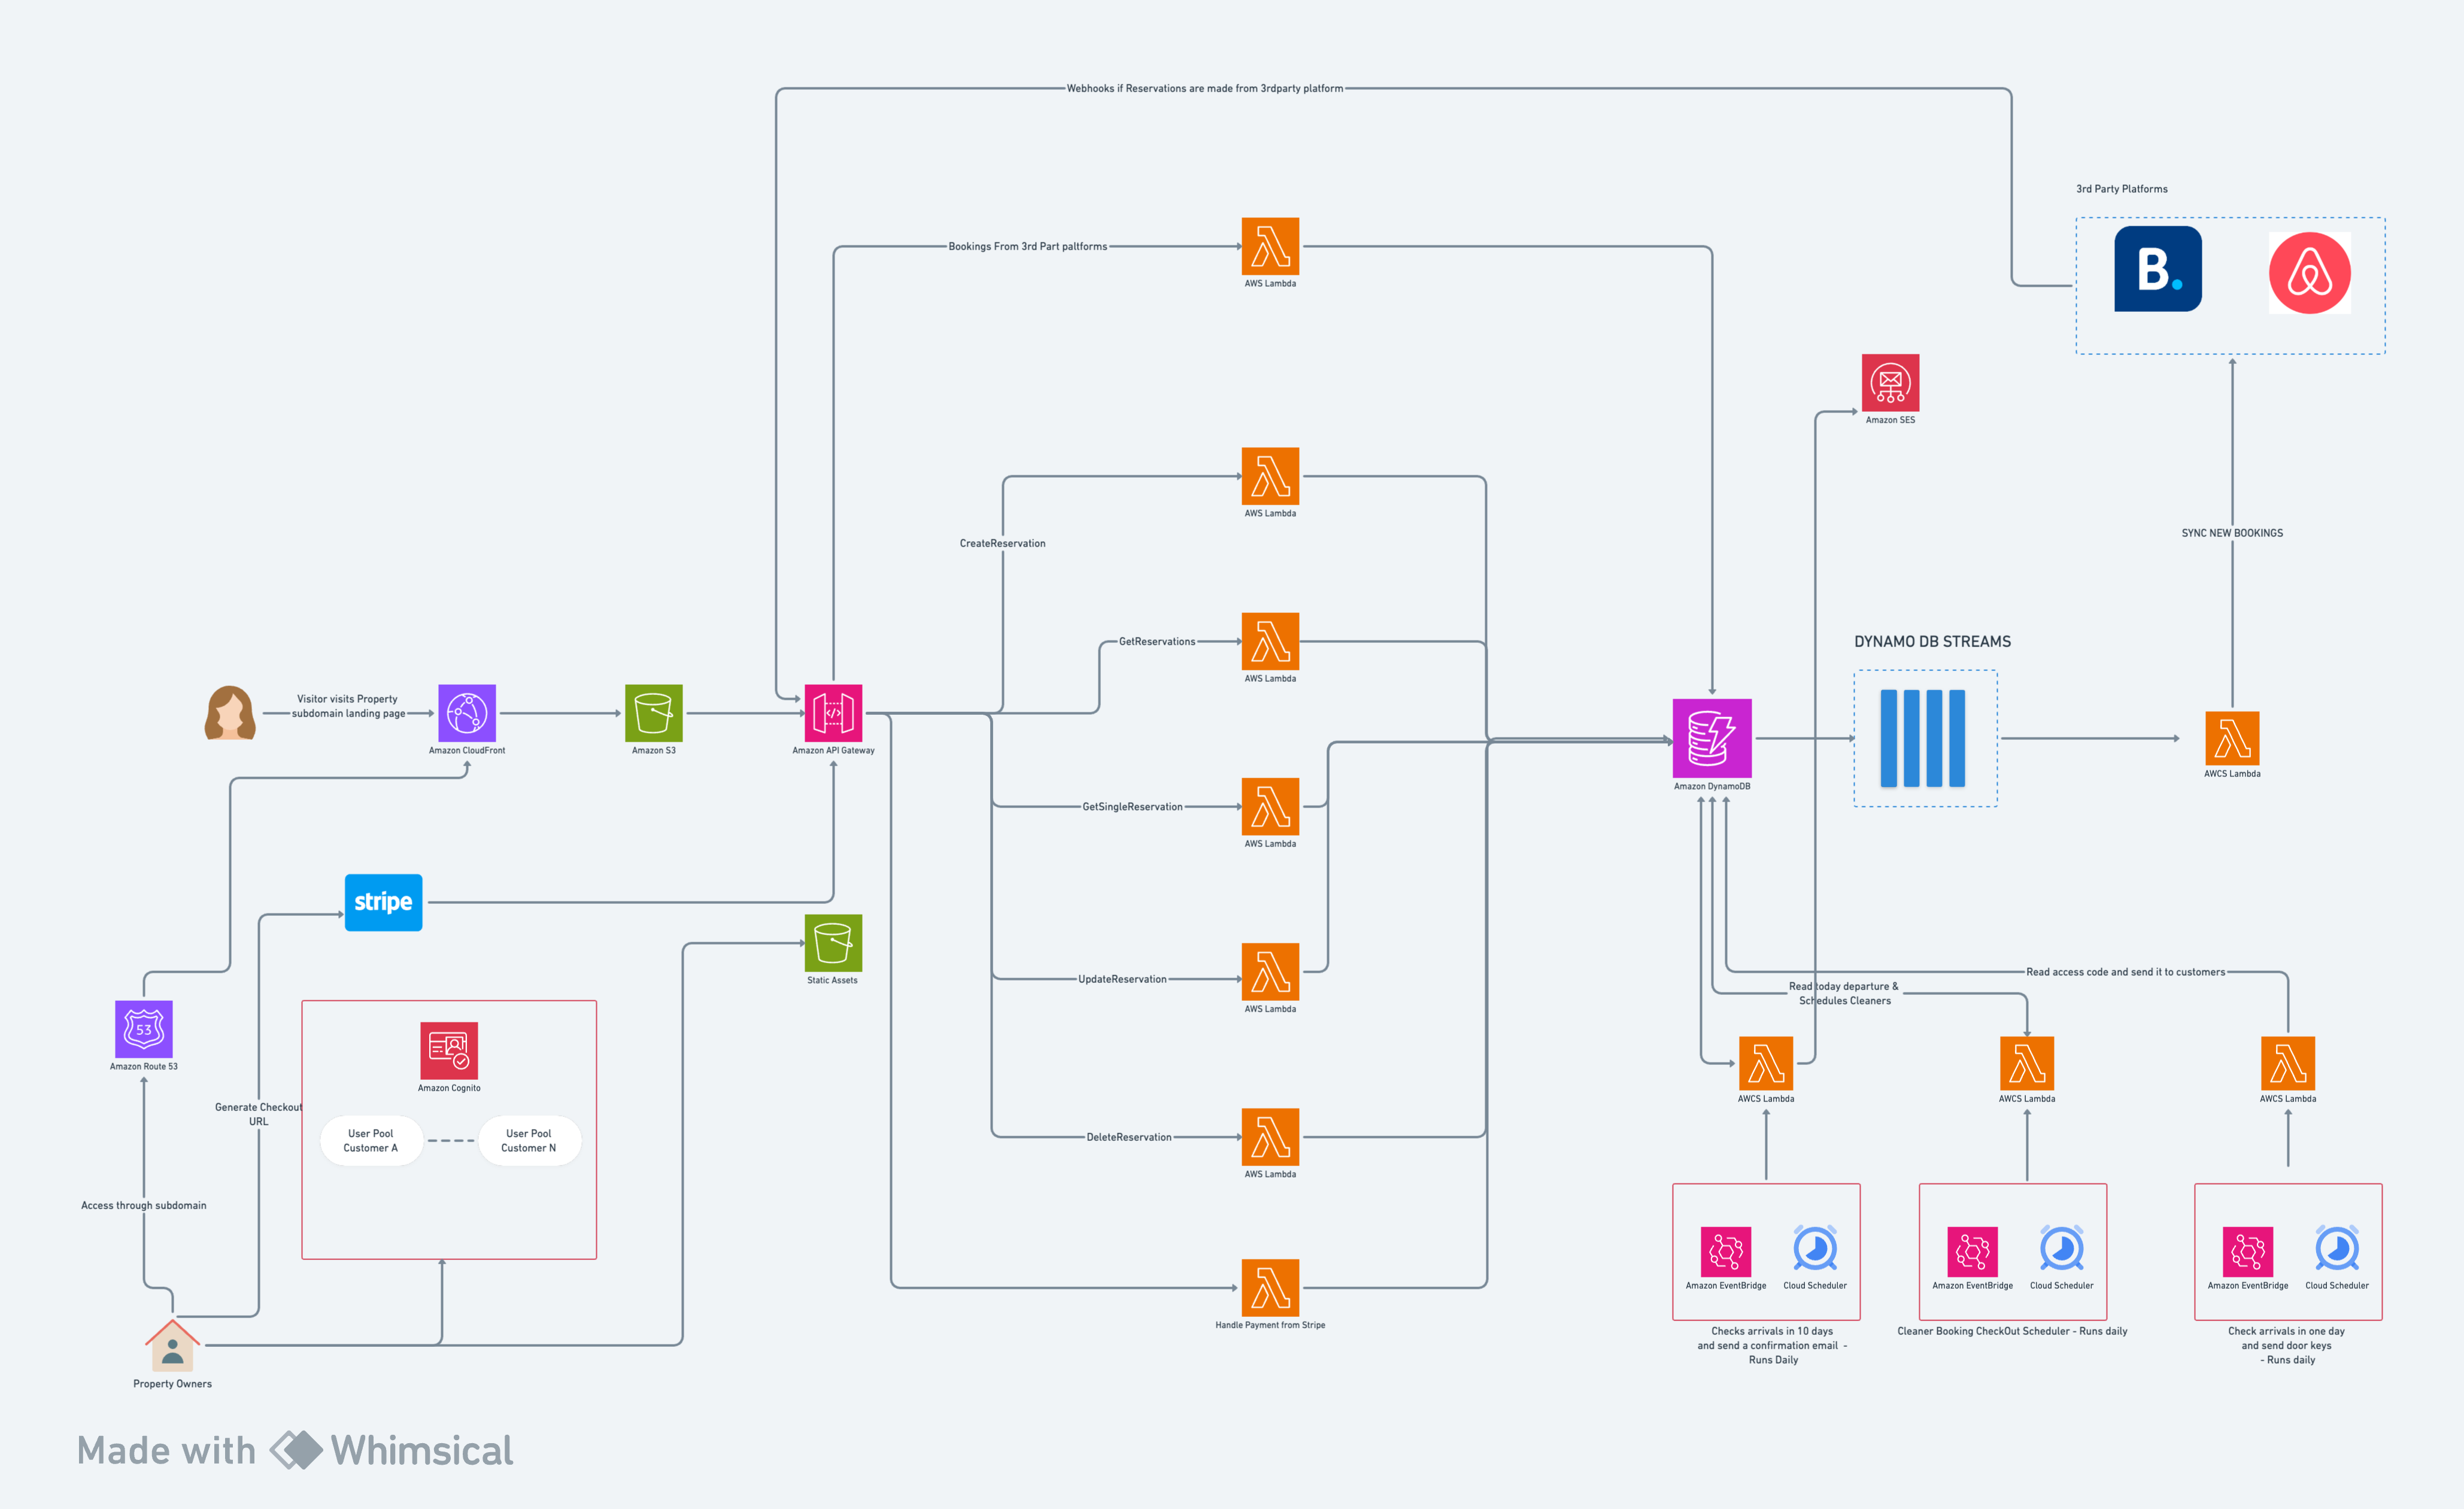 Webhooks if Reservations are made from 3rdparty platform
3rd Party Platforms
B.
Bookings From 3rd Part paltforms
AWS Lambda
Amazon SES
AWS Lambda
CreateReservation
SYNC NEW BOOKINGS
GetReservations
AWS Lambda
DYNAMO DB STREAMS
Visitor visits Property
subdomain landing page
Amazon CloudFront
Amazon S3
Amazon API Gateway
Amazon DynamoDB
AWCS Lambda
GetSingleReservation
AWS Lambda
stripe
Static Assets
UpdateReservation
AWS Lambda
Read access code and send it to customers
Read today departure &
Schedules Cleaners
53
Amazon Route 53
Amazon Cognito
AWCS Lambda
AWCS Lambda
AWCS Lambda
Generate Checkout
URL
User Pool
Customer A
User Pool
Customer N
DeleteReservation
AWS Lambda
Access through subdomain
Amazon EventBridge
Cloud Scheduler
Amazon EventBridge
Cloud Scheduler
Amazon EventBridge
Cloud Scheduler
Handle Payment from Stripe
Checks arrivals in 10 days
and send a confirmation email -
Runs Daily
Cleaner Booking CheckOut Scheduler - Runs daily
Check arrivals in one day
and send door keys
- Runs daily
Property Owners
Made with Whimsical